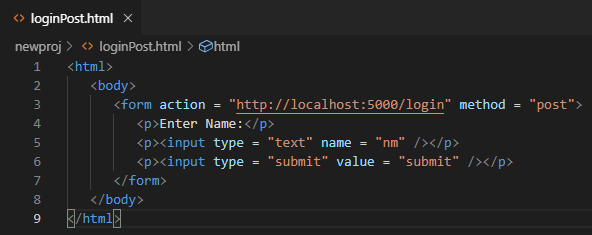 loginPost.html
newproj > loginPost.html > html
1 <html>
2 <body>
3 <form action = "http://localhost:5000/login" method = "post">
4 <p>Enter Name:</p>
5 <p><input type = "text" name = "nm" /></p>
6 <p><input type = "submit" value = "submit" /></p>
7 </form>
8 </body>
9 </html>